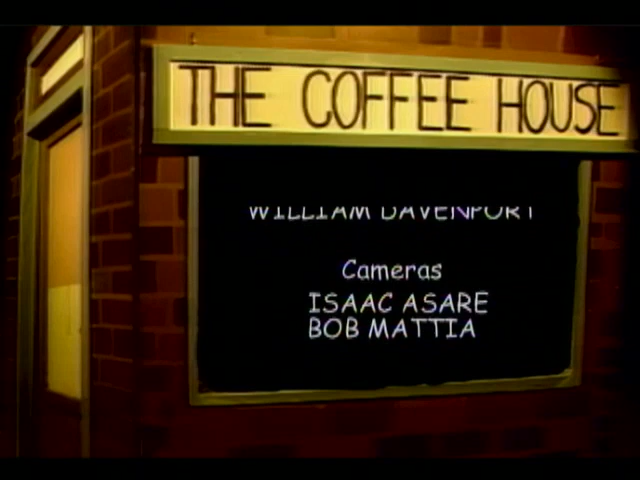 THE COFFEE HOUSE
WILLIAM DAVENPORT
Cameras
ISAAC ASARE
BOB MATTIA